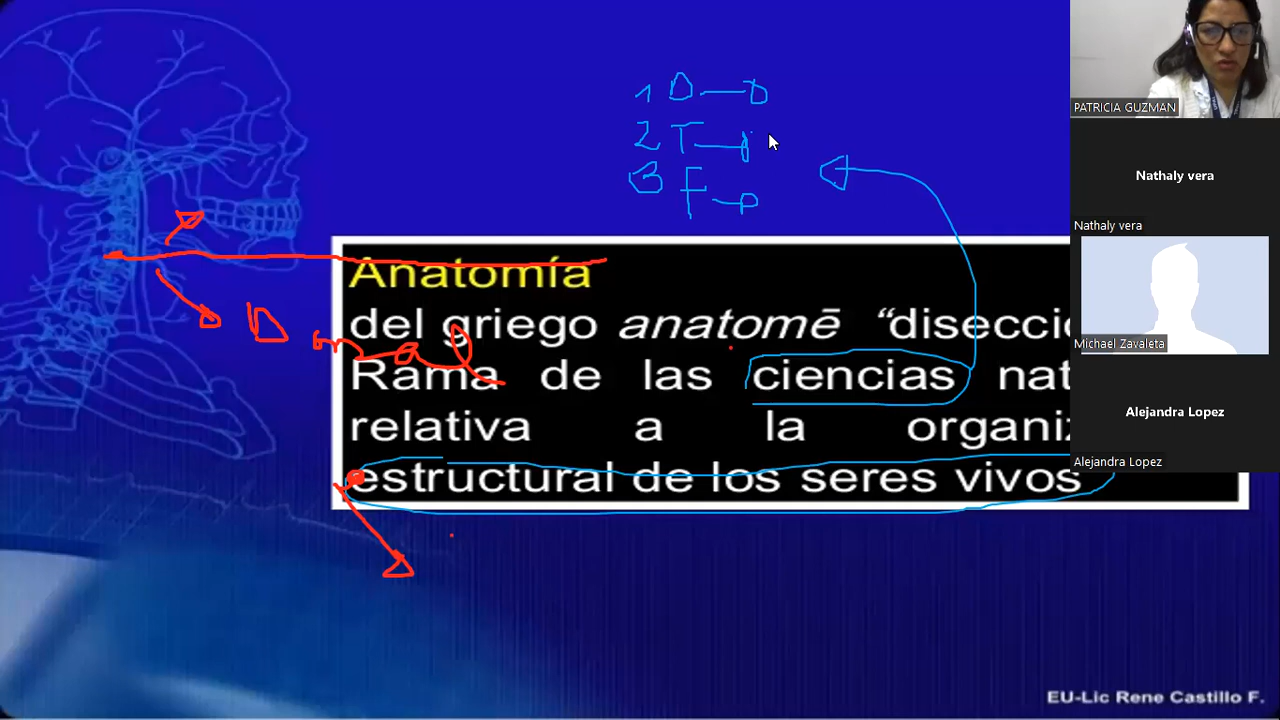 1 D — D
2 T — P
3 F — P
Anatomía
del griego anatomē “disecci
Rama de las ciencias nat
relativa a la organiz
estructural de los seres vivos
EU-Lic Rene Castillo F.
PATRICIA GUZMAN
Nathaly vera
Nathaly vera
Michael Zavaleta
Alejandra Lopez
Alejandra Lopez